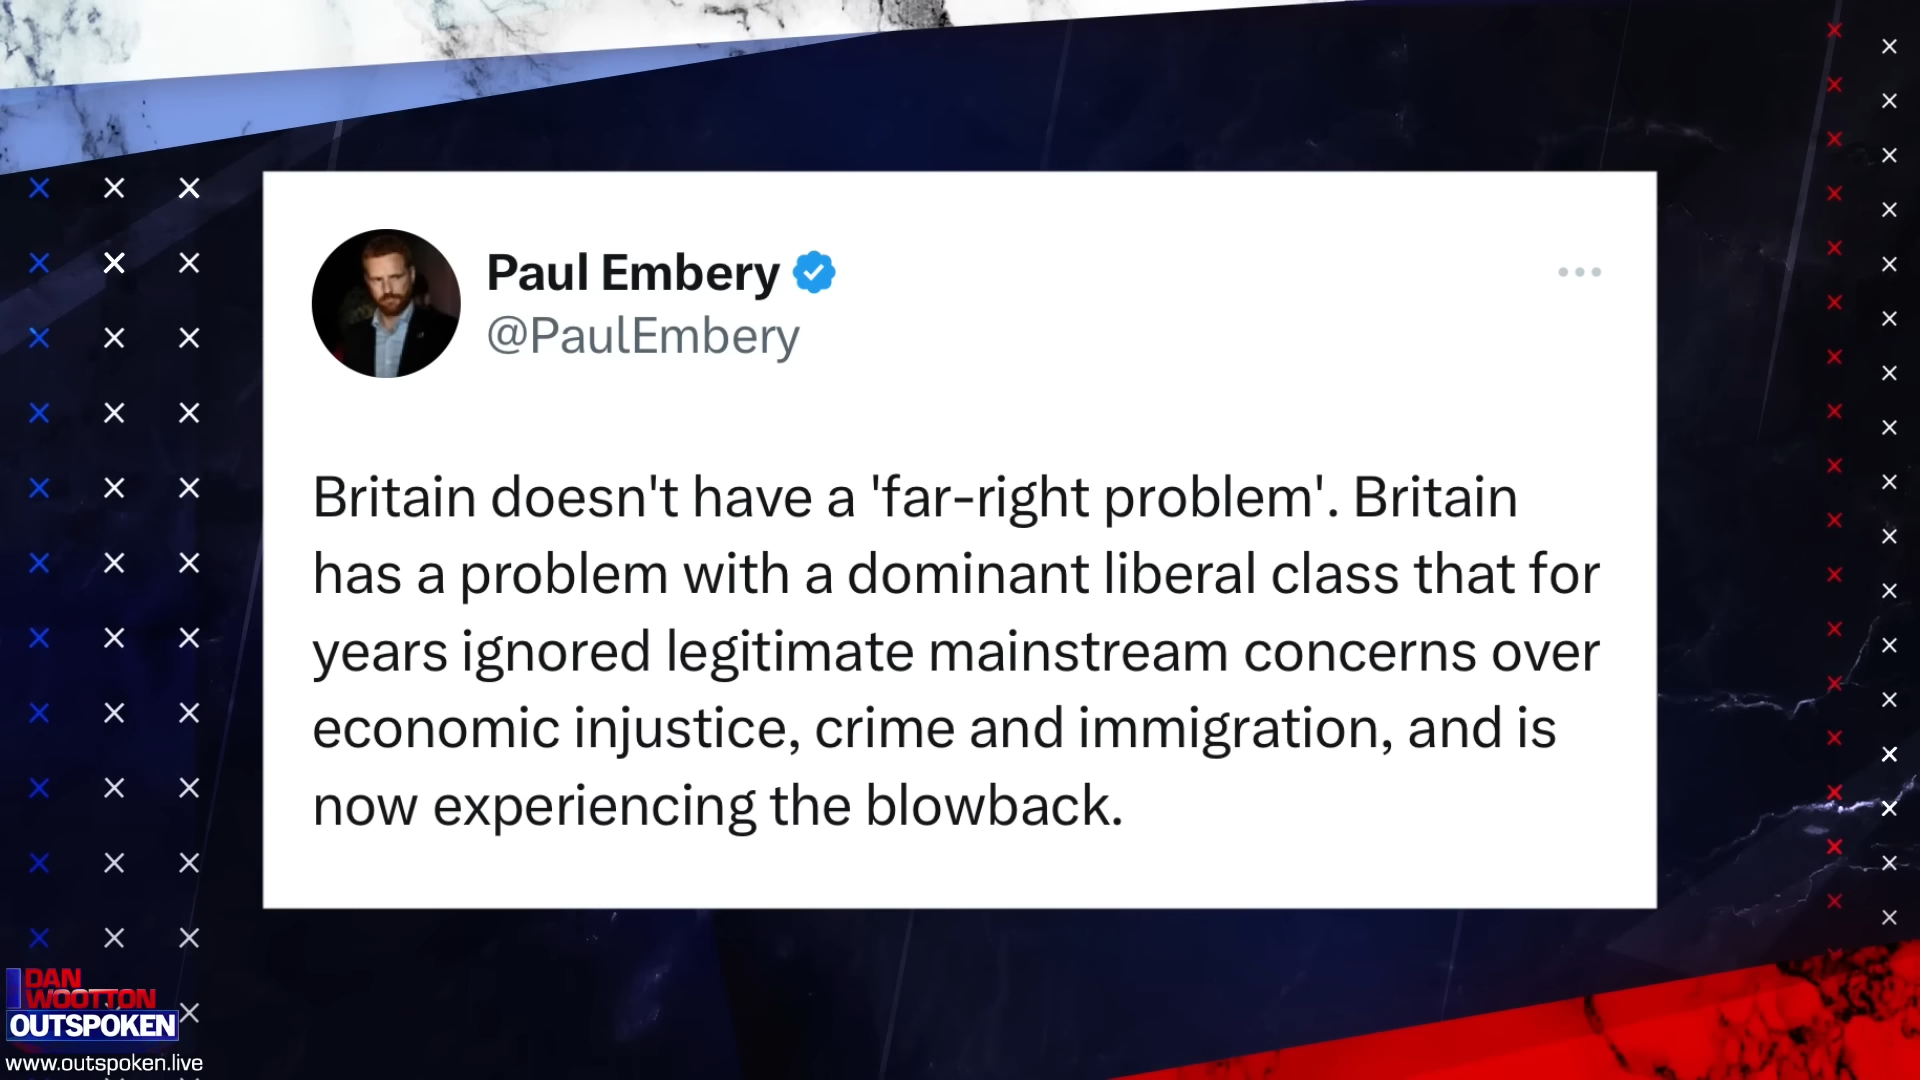 Paul Embery
@PaulEmbery
Britain doesn't have a 'far-right problem'. Britain
has a problem with a dominant liberal class that for
years ignored legitimate mainstream concerns over
economic injustice, crime and immigration, and is
now experiencing the blowback.
DAN
WOOTTON
OUTSPOKEN
www.outspoken.live